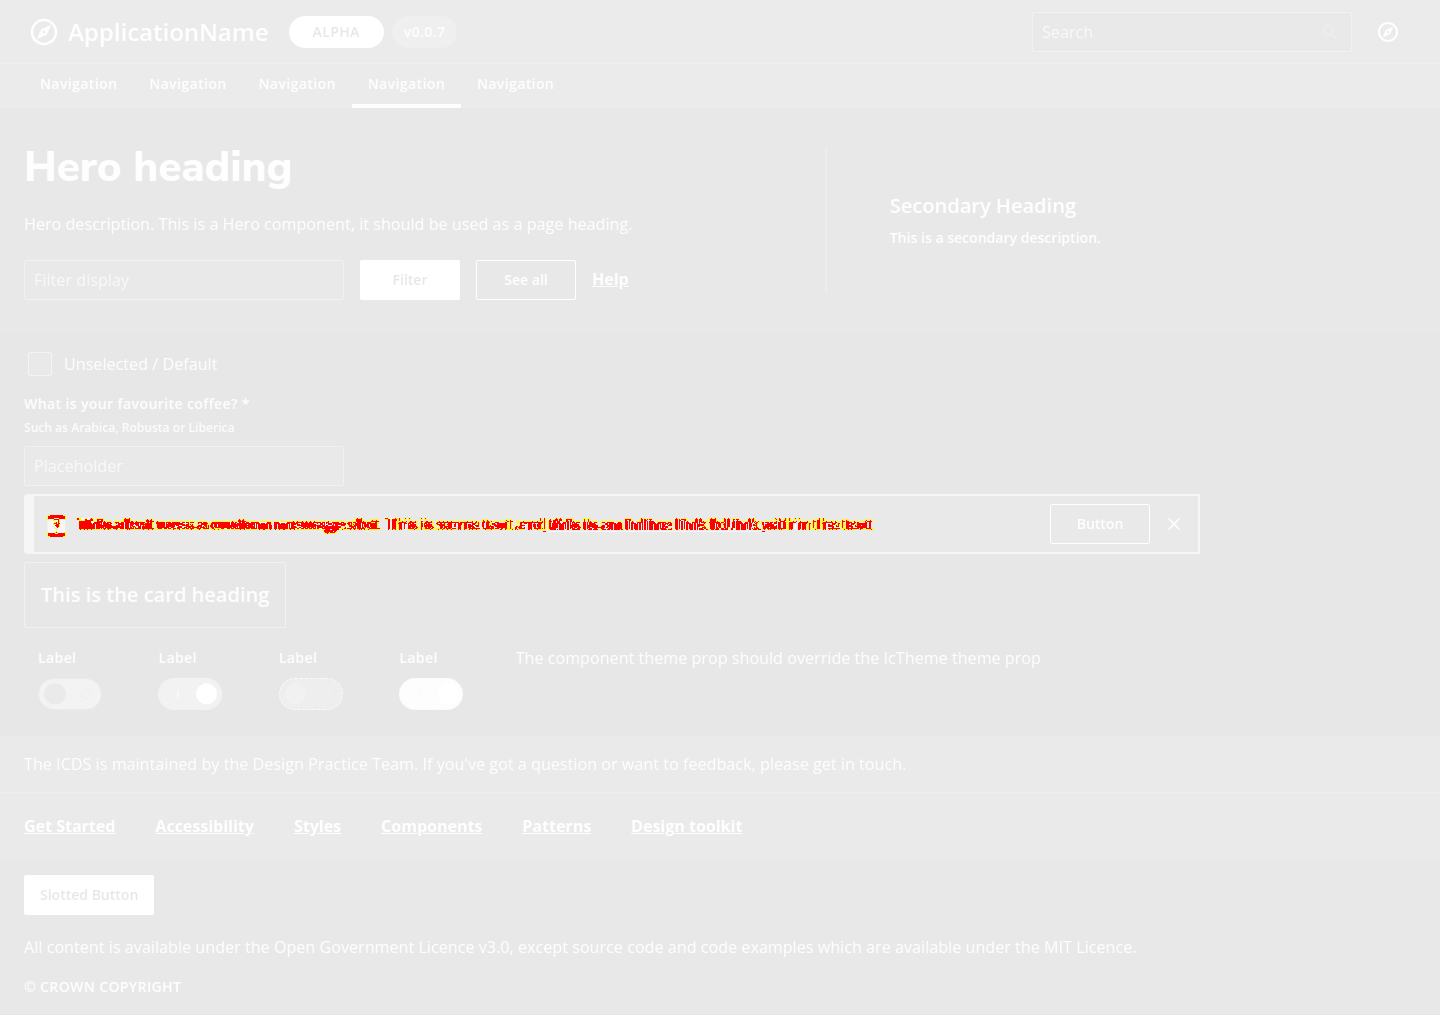 ApplicationName ALPHA v0.0.7 Search
Navigation Navigation Navigation Navigation Navigation
Hero heading
Hero description. This is a Hero component, it should be used as a page heading.
Secondary Heading
This is a secondary description.
Filter display Filter See all Help
Unselected / Default
What is your favourite coffee? *
Such as Arabica, Robusta or Liberica
Placeholder
Button
This is the card heading
Label Label Label Label
The component theme prop should override the IcTheme theme prop
The ICDS is maintained by the Design Practice Team. If you've got a question or want to feedback, please get in touch.
Get Started Accessibility Styles Components Patterns Design toolkit
Slotted Button
All content is available under the Open Government Licence v3.0, except source code and code examples which are available under the MIT Licence.
© CROWN COPYRIGHT